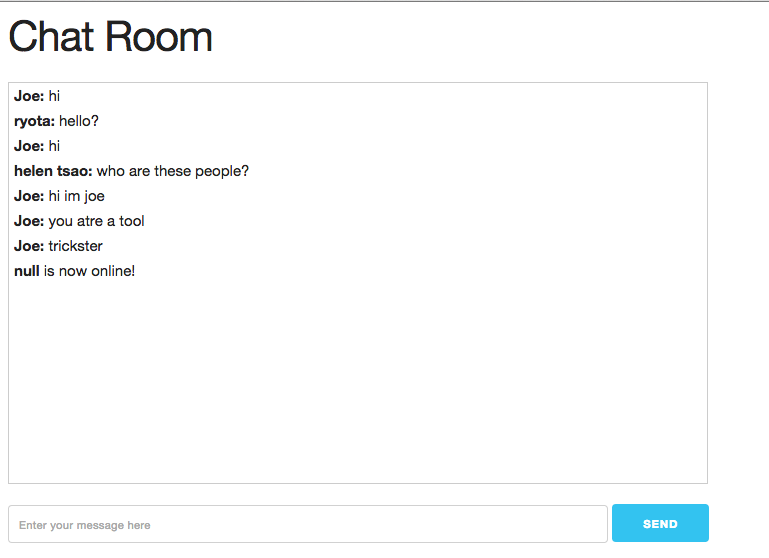 Chat Room
Joe: hi
ryota: hello?
Joe: hi
helen tsao: who are these people?
Joe: hi im joe
Joe: you atre a tool
Joe: trickster
null is now online!
Enter your message here
SEND